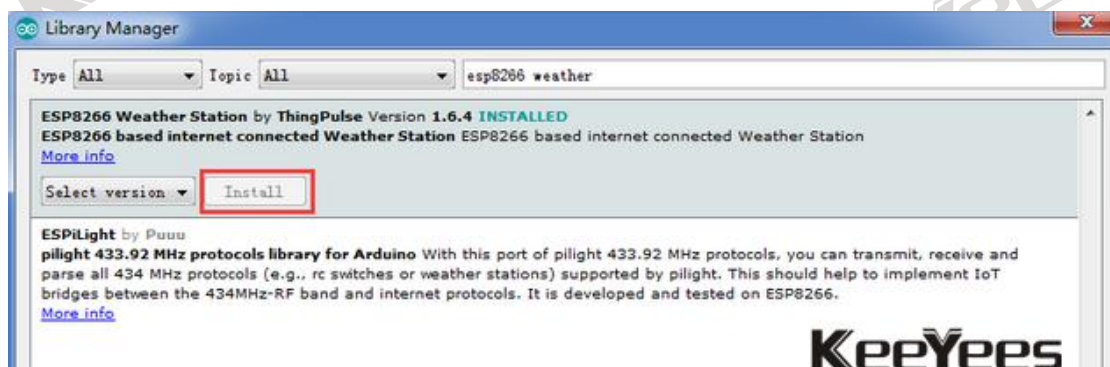 Library Manager
Type All Topic All esp8266 weather
ESP8266 Weather Station by ThingPulse Version 1.6.4 INSTALLED
ESP8266 based internet connected Weather Station ESP8266 based internet connected Weather Station
More info
Select version Install
ESPiLight by Puuu
pilight 433.92 MHz protocols library for Arduino With this port of pilight 433.92 MHz protocols, you can transmit, receive and
parse all 434 MHz protocols (e.g., rc switches or weather stations) supported by pilight. This should help to implement IoT
bridges between the 434MHz-RF band and internet protocols. It is developed and tested on ESP8266.
More info
KeeYees